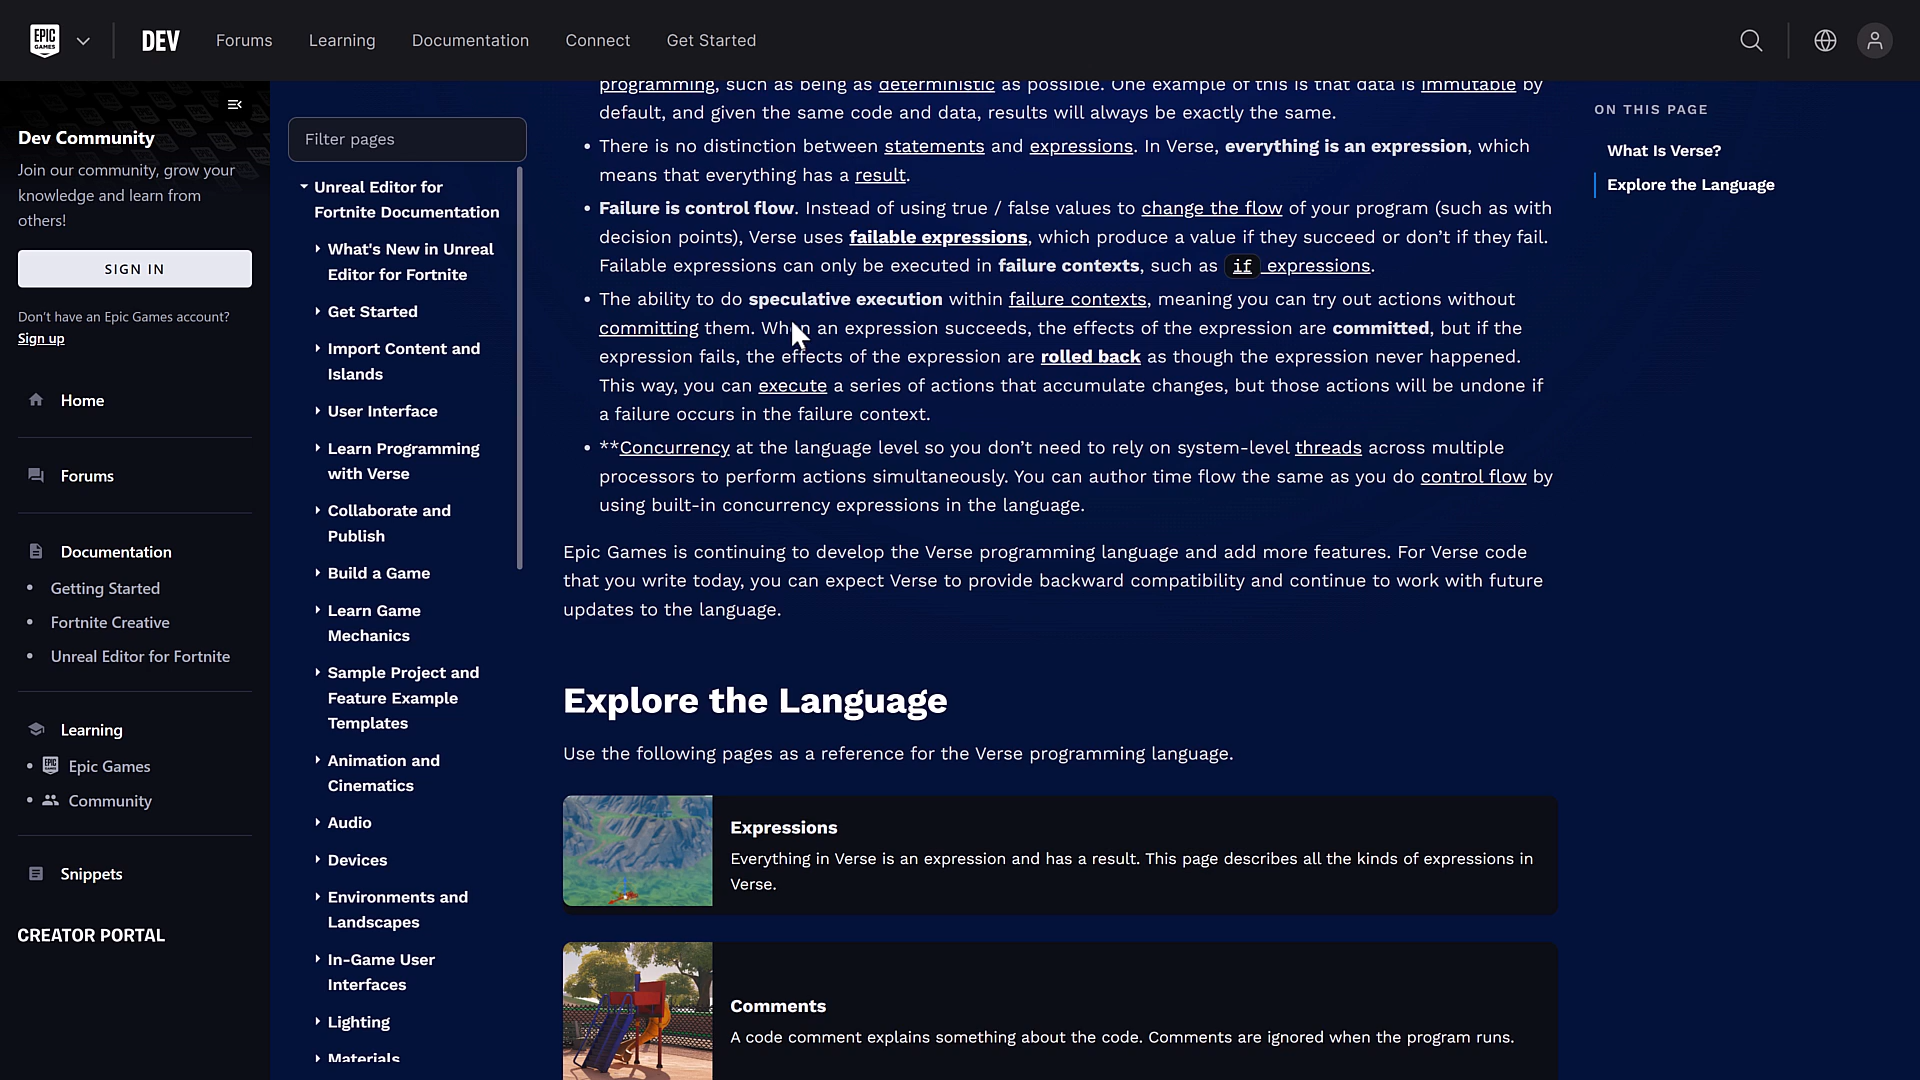 EPIC GAMES
DEV
Forums
Learning
Documentation
Connect
Get Started
Dev Community
Join our community, grow your
knowledge and learn from
others!
SIGN IN
Don't have an Epic Games account?
Sign up
Home
Forums
Documentation
Getting Started
Fortnite Creative
Unreal Editor for Fortnite
Learning
Epic Games
Community
Snippets
CREATOR PORTAL
Filter pages
Unreal Editor for
Fortnite Documentation
What's New in Unreal
Editor for Fortnite
Get Started
Import Content and
Islands
User Interface
Learn Programming
with Verse
Collaborate and
Publish
Build a Game
Learn Game
Mechanics
Sample Project and
Feature Example
Templates
Animation and
Cinematics
Audio
Devices
Environments and
Landscapes
In-Game User
Interfaces
Lighting
Materials
programming, such as being as deterministic as possible. One example of this is that data is immutable by
default, and given the same code and data, results will always be exactly the same.
There is no distinction between statements and expressions. In Verse, everything is an expression, which
means that everything has a result.
Failure is control flow. Instead of using true / false values to change the flow of your program (such as with
decision points), Verse uses failable expressions, which produce a value if they succeed or don't if they fail.
Failable expressions can only be executed in failure contexts, such as if expressions.
The ability to do speculative execution within failure contexts, meaning you can try out actions without
committing them. When an expression succeeds, the effects of the expression are committed, but if the
expression fails, the effects of the expression are rolled back as though the expression never happened.
This way, you can execute a series of actions that accumulate changes, but those actions will be undone if
a failure occurs in the failure context.
**Concurrency at the language level so you don't need to rely on system-level threads across multiple
processors to perform actions simultaneously. You can author time flow the same as you do control flow by
using built-in concurrency expressions in the language.
Epic Games is continuing to develop the Verse programming language and add more features. For Verse code
that you write today, you can expect Verse to provide backward compatibility and continue to work with future
updates to the language.
Explore the Language
Use the following pages as a reference for the Verse programming language.
Expressions
Everything in Verse is an expression and has a result. This page describes all the kinds of expressions in
Verse.
Comments
A code comment explains something about the code. Comments are ignored when the program runs.
ON THIS PAGE
What Is Verse?
Explore the Language